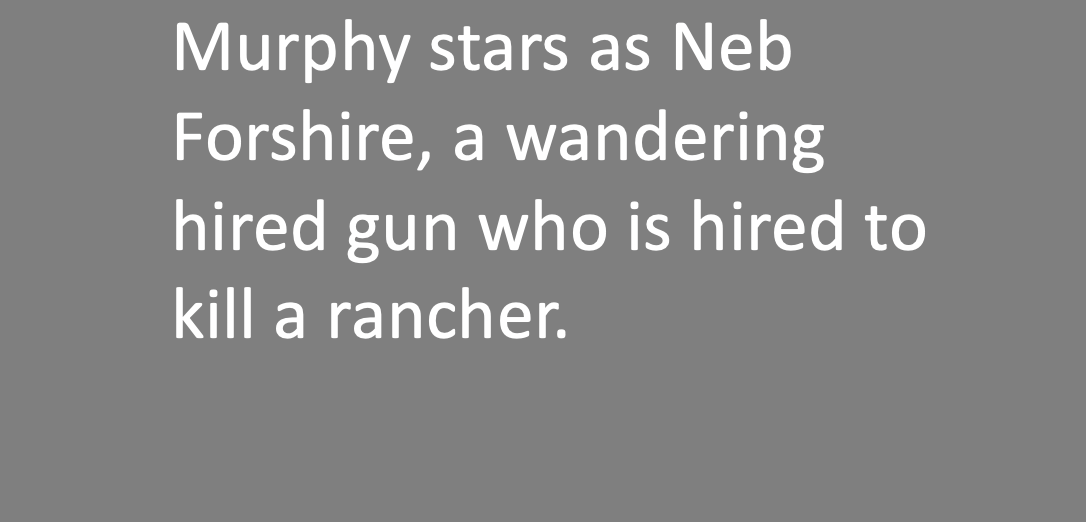 Murphy stars as Neb
Forshire, a wandering
hired gun who is hired to
kill a rancher.